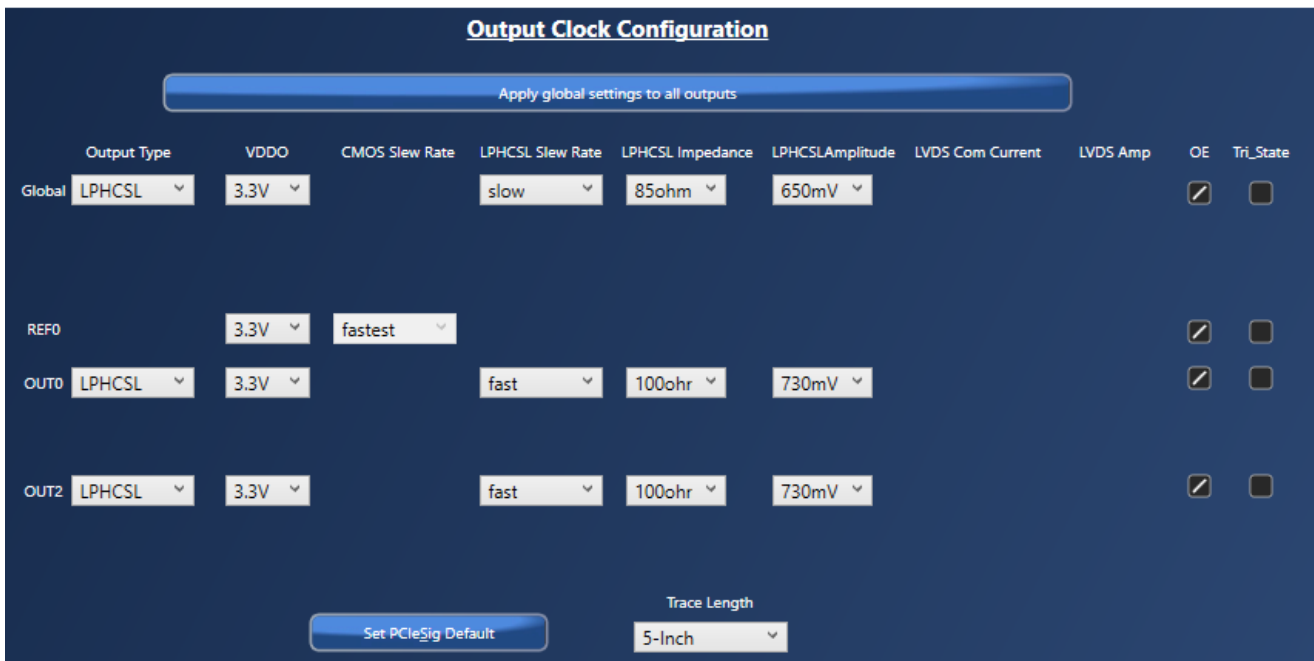 Output Clock Configuration
Apply global settings to all outputs
Output Type VDDO CMOS Slew Rate LPHCSL Slew Rate LPHCSL Impedance LPHCSLAmplitude LVDS Com Current LVDS Amp OE Tri_State
Global LPHCSL 3.3V slow 85ohm 650mV
REF0 3.3V fastest
OUT0 LPHCSL 3.3V fast 100ohr 730mV
OUT2 LPHCSL 3.3V fast 100ohr 730mV
Trace Length
Set PCIeSig Default 5-Inch